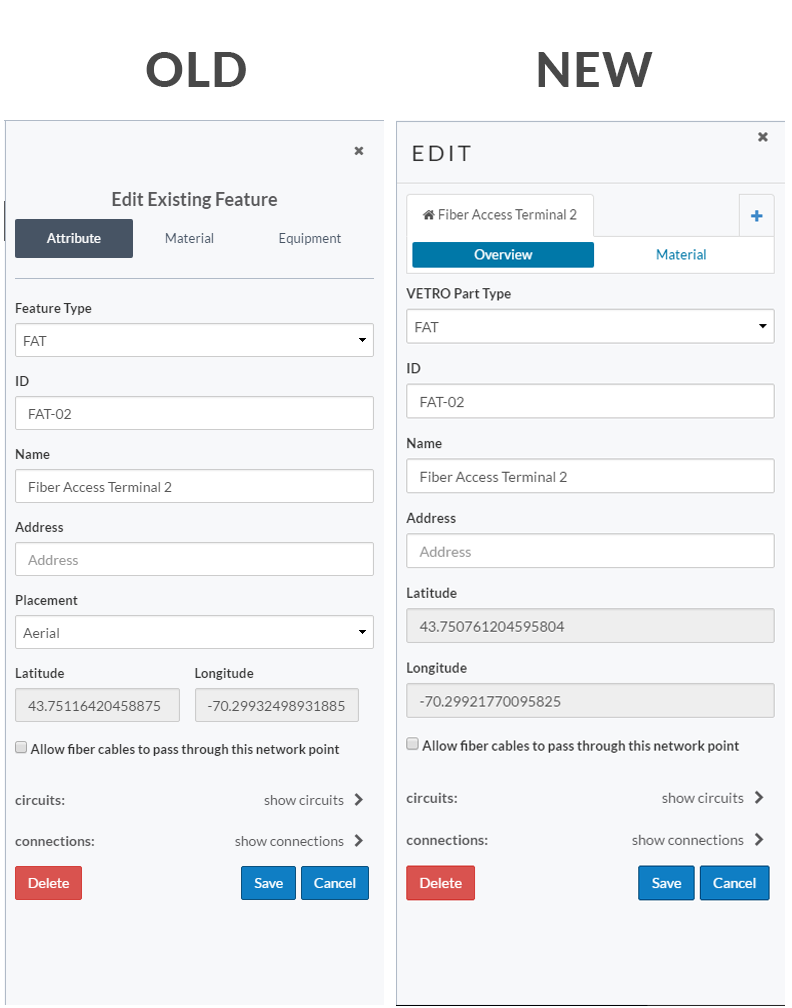 OLD
Edit Existing Feature
Attribute Material Equipment
Feature Type
FAT
ID
FAT-02
Name
Fiber Access Terminal 2
Address
Address
Placement
Aerial
Latitude Longitude
43.75116420458875 -70.29932498931885
Allow fiber cables to pass through this network point
circuits: show circuits
connections: show connections
Delete Save Cancel
NEW
EDIT
Fiber Access Terminal 2
Overview Material
VETRO Part Type
FAT
ID
FAT-02
Name
Fiber Access Terminal 2
Address
Address
Latitude
43.750761204595804
Longitude
-70.29921770095825
Allow fiber cables to pass through this network point
circuits: show circuits
connections: show connections
Delete Save Cancel